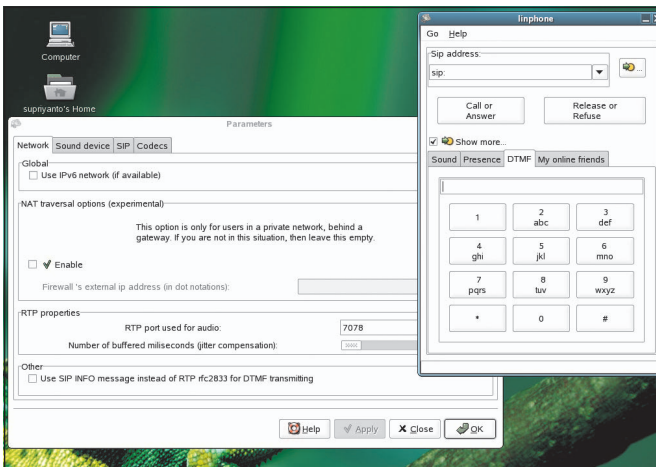 Computer
supriyanto's Home
Parameters
Network Sound device SIP Codecs
Global
Use IPv6 network (if available)
NAT traversal options (experimental)
This option is only for users in a private network, behind a
gateway. If you are not in this situation, then leave this empty.
Enable
Firewall 's external ip address (in dot notations):
RTP properties
RTP port used for audio: 7078
Number of buffered miliseconds (jitter compensation):
Other
Use SIP INFO message instead of RTP rfc2833 for DTMF transmitting
Help Apply Close OK
linphone
Go Help
Sip address:
sip:
...
Call or
Answer
Release or
Refuse
Show more...
Sound Presence DTMF My online friends
1 2 3
abc def
4 5 6
ghi jkl mno
7 8 9
pqrs tuv wxyz
* 0 #